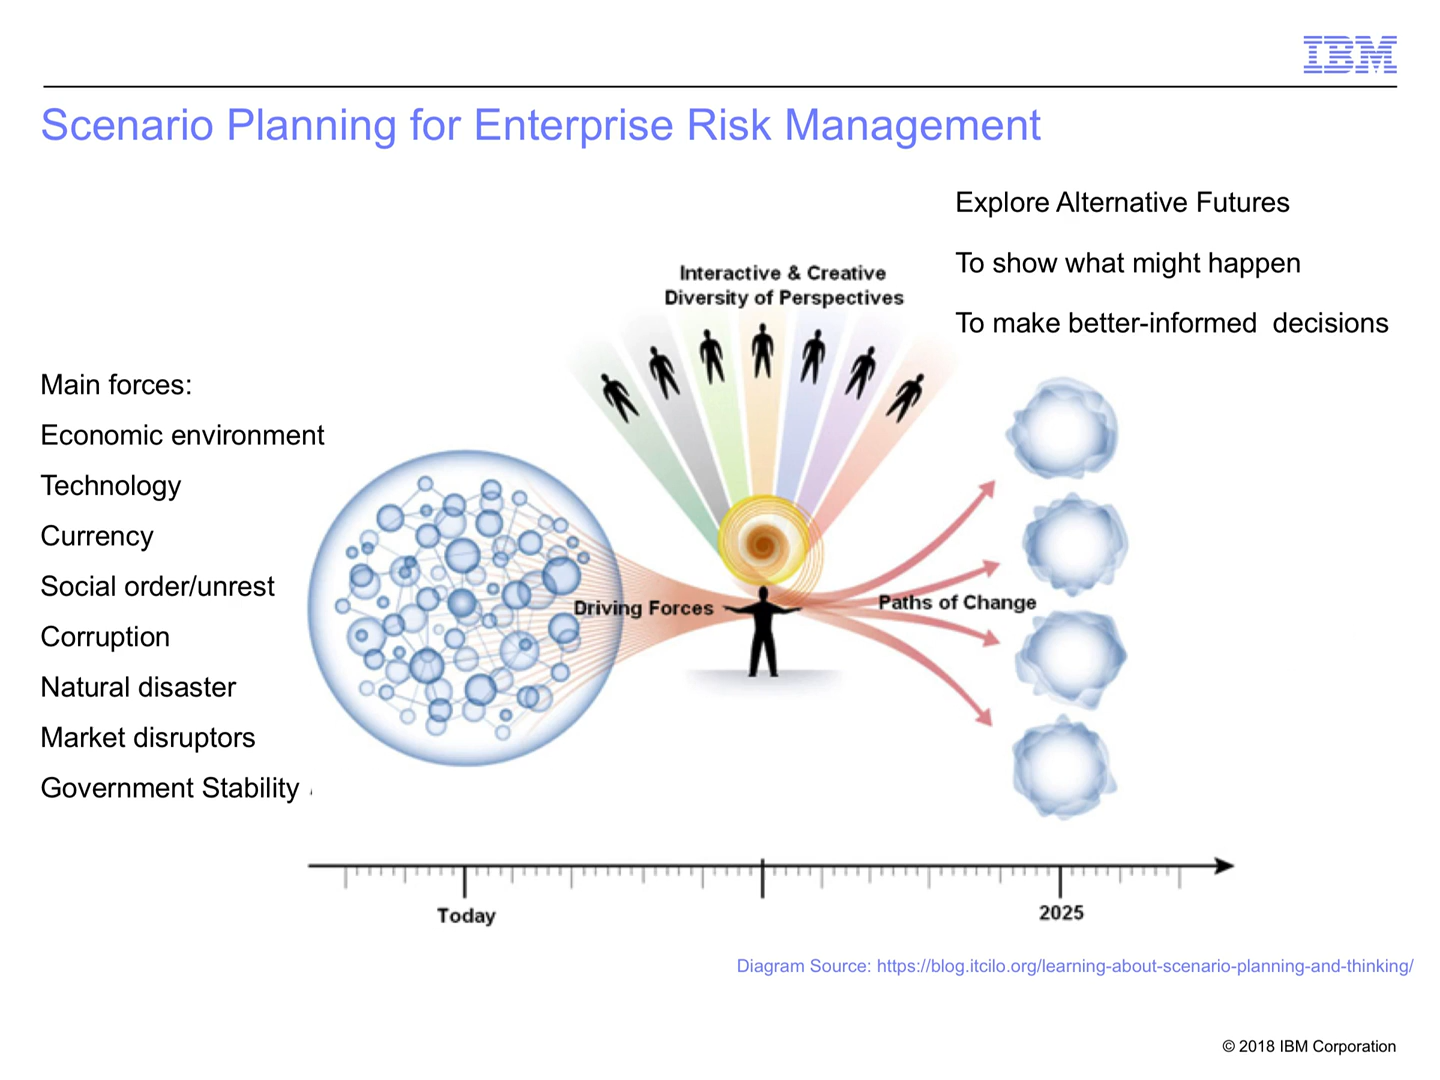 IBM
Scenario Planning for Enterprise Risk Management
Explore Alternative Futures
To show what might happen
To make better-informed  decisions
Interactive & Creative
Diversity of Perspectives
Main forces:
Economic environment
Technology
Currency
Social order/unrest
Corruption
Natural disaster
Market disruptors
Government Stability
Driving Forces
Paths of Change
Today
2025
Diagram Source: https://blog.itcilo.org/learning-about-scenario-planning-and-thinking/
© 2018 IBM Corporation